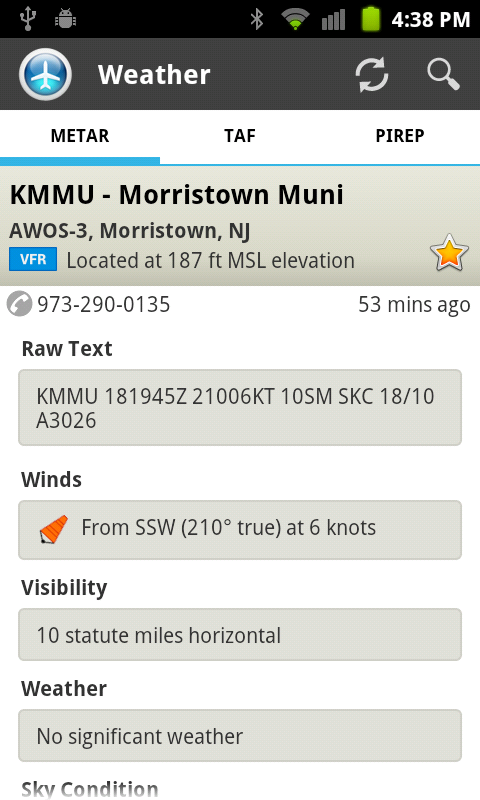 4:38 PM
Weather
METAR TAF PIREP
KMMU - Morristown Muni
AWOS-3, Morristown, NJ
VFR Located at 187 ft MSL elevation
973-290-0135 53 mins ago
Raw Text
KMMU 181945Z 21006KT 10SM SKC 18/10
A3026
Winds
From SSW (210° true) at 6 knots
Visibility
10 statute miles horizontal
Weather
No significant weather
Sky Condition